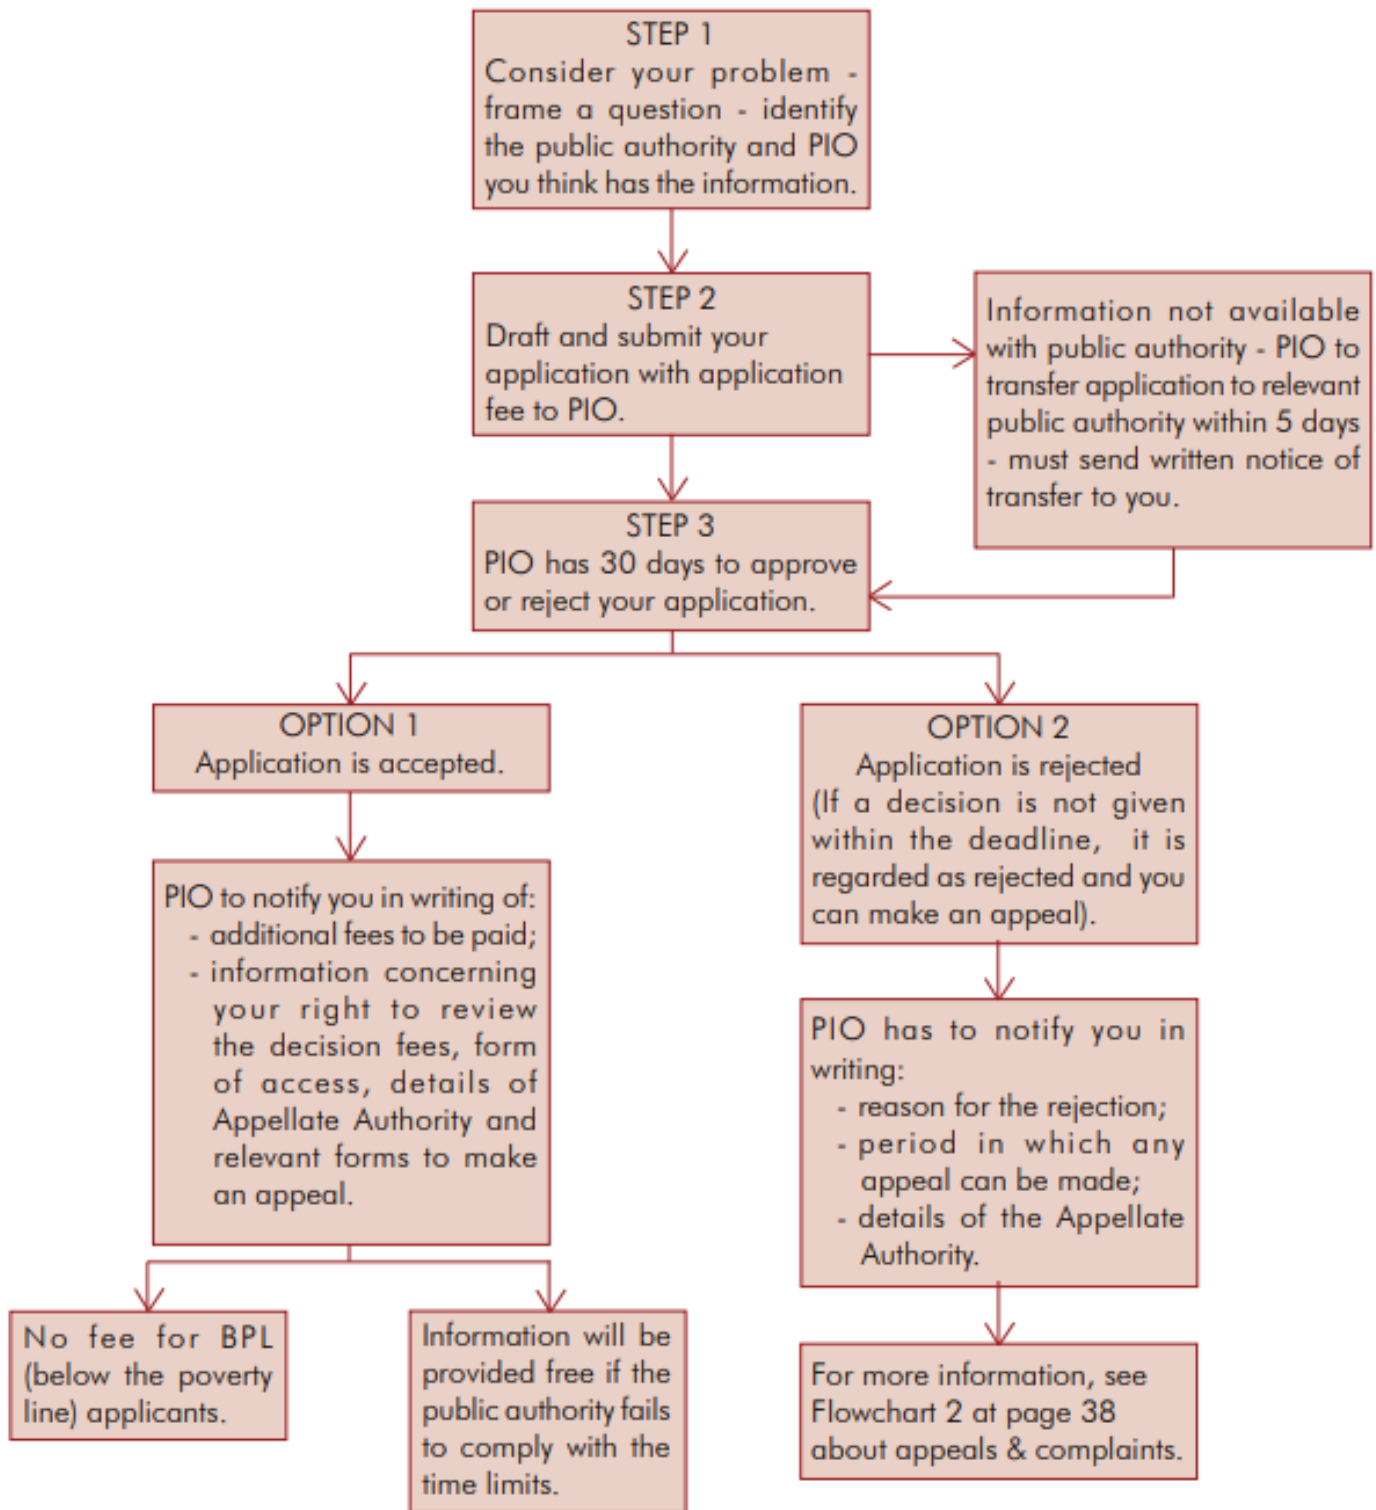 STEP 1
Consider your problem -
frame a question - identify
the public authority and PIO
you think has the information.
STEP 2
Draft and submit your
application with application
fee to PIO.
Information not available
with public authority - PIO to
transfer application to relevant
public authority within 5 days
- must send written notice of
transfer to you.
STEP 3
PIO has 30 days to approve
or reject your application.
OPTION 1
Application is accepted.
PIO to notify you in writing of:
- additional fees to be paid;
- information concerning
your right to review
the decision fees, form
of access, details of
Appellate Authority and
relevant forms to make
an appeal.
No fee for BPL
(below the poverty
line) applicants.
Information will be
provided free if the
public authority fails
to comply with the
time limits.
OPTION 2
Application is rejected
(If a decision is not given
within the deadline, it is
regarded as rejected and you
can make an appeal).
PIO has to notify you in
writing:
- reason for the rejection;
- period in which any
appeal can be made;
- details of the Appellate
Authority.
For more information, see
Flowchart 2 at page 38
about appeals & complaints.